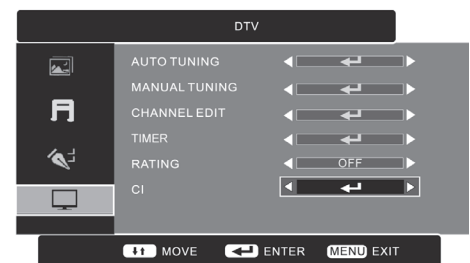 DTV
AUTO TUNING
MANUAL TUNING
CHANNEL EDIT
TIMER
RATING OFF
CI
MOVE ENTER MENU EXIT